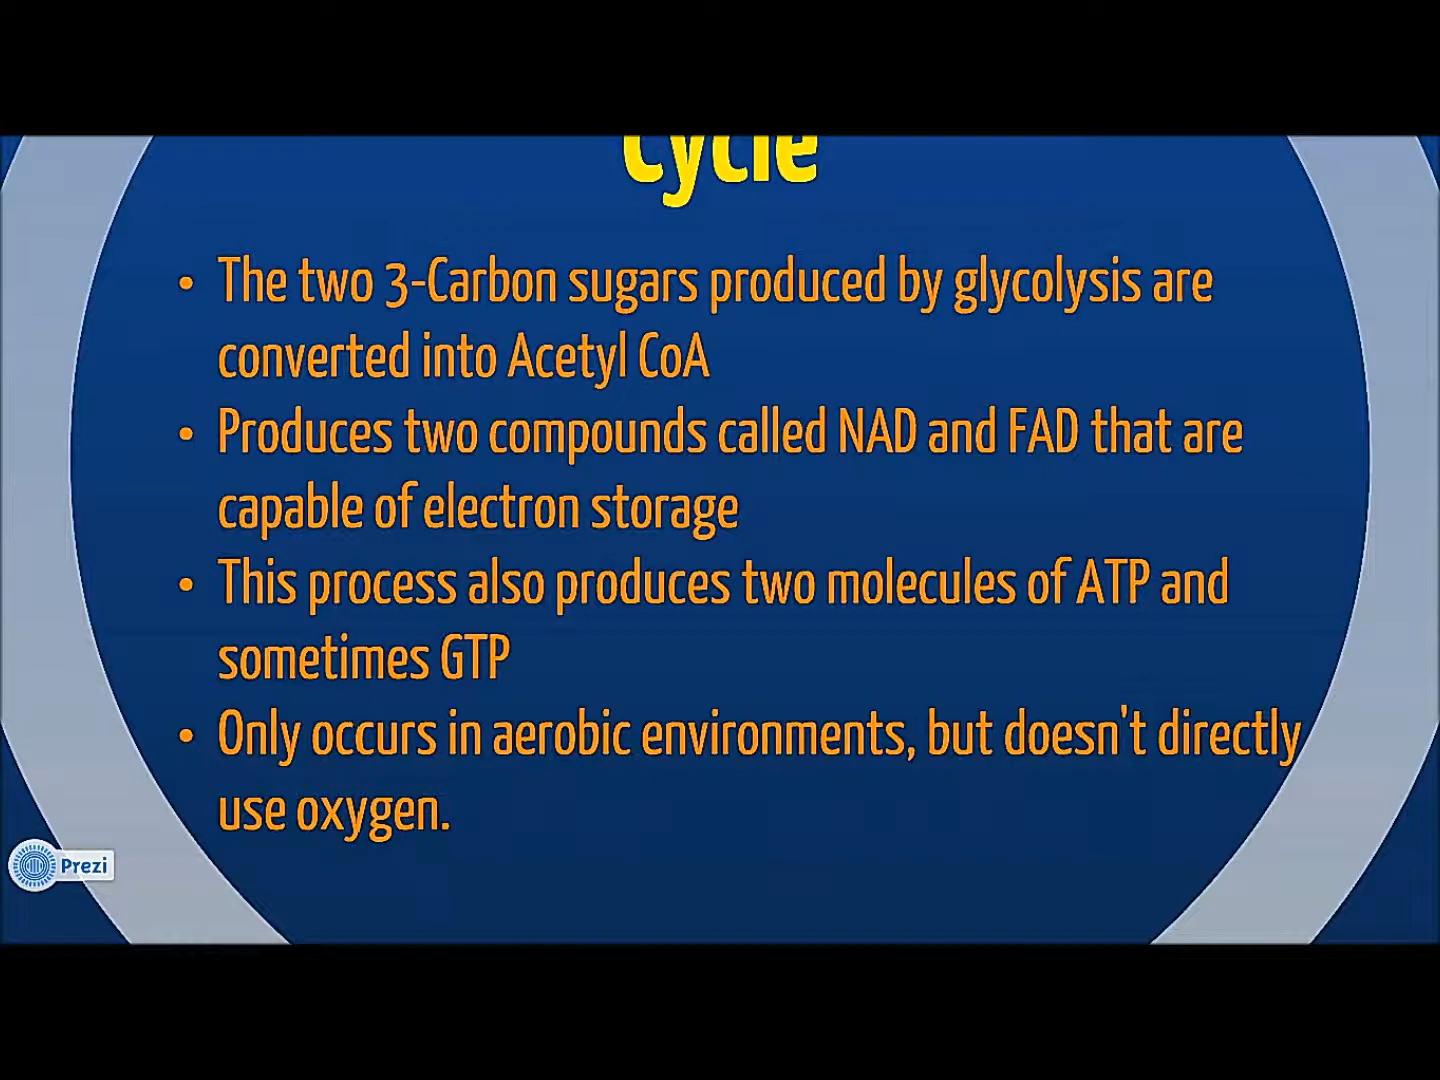 Cycle
• The two 3-Carbon sugars produced by glycolysis are
converted into Acetyl CoA
• Produces two compounds called NAD and FAD that are
capable of electron storage
• This process also produces two molecules of ATP and
sometimes GTP
• Only occurs in aerobic environments, but doesn't directly
use oxygen.
Prezi